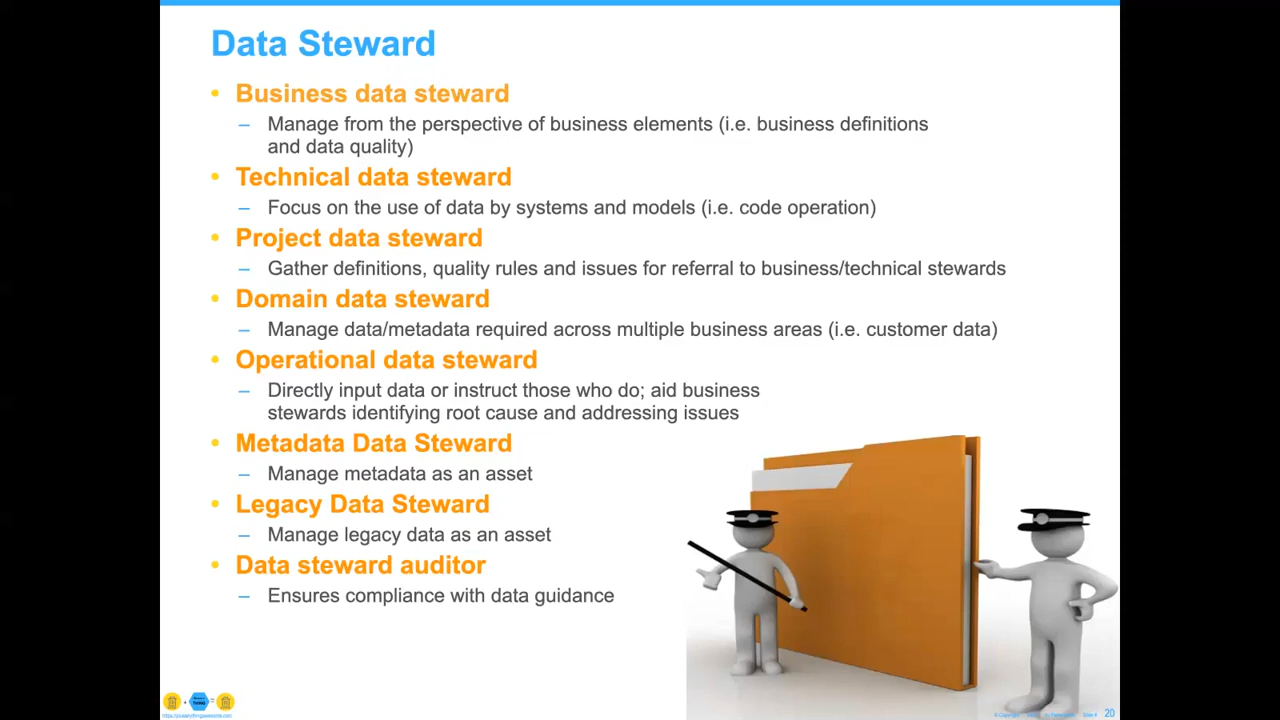 Data Steward
• Business data steward
– Manage from the perspective of business elements (i.e. business definitions
and data quality)
• Technical data steward
– Focus on the use of data by systems and models (i.e. code operation)
• Project data steward
– Gather definitions, quality rules and issues for referral to business/technical stewards
• Domain data steward
– Manage data/metadata required across multiple business areas (i.e. customer data)
• Operational data steward
– Directly input data or instruct those who do; aid business
stewards identifying root cause and addressing issues
• Metadata Data Steward
– Manage metadata as an asset
• Legacy Data Steward
– Manage legacy data as an asset
• Data steward auditor
– Ensures compliance with data guidance
20